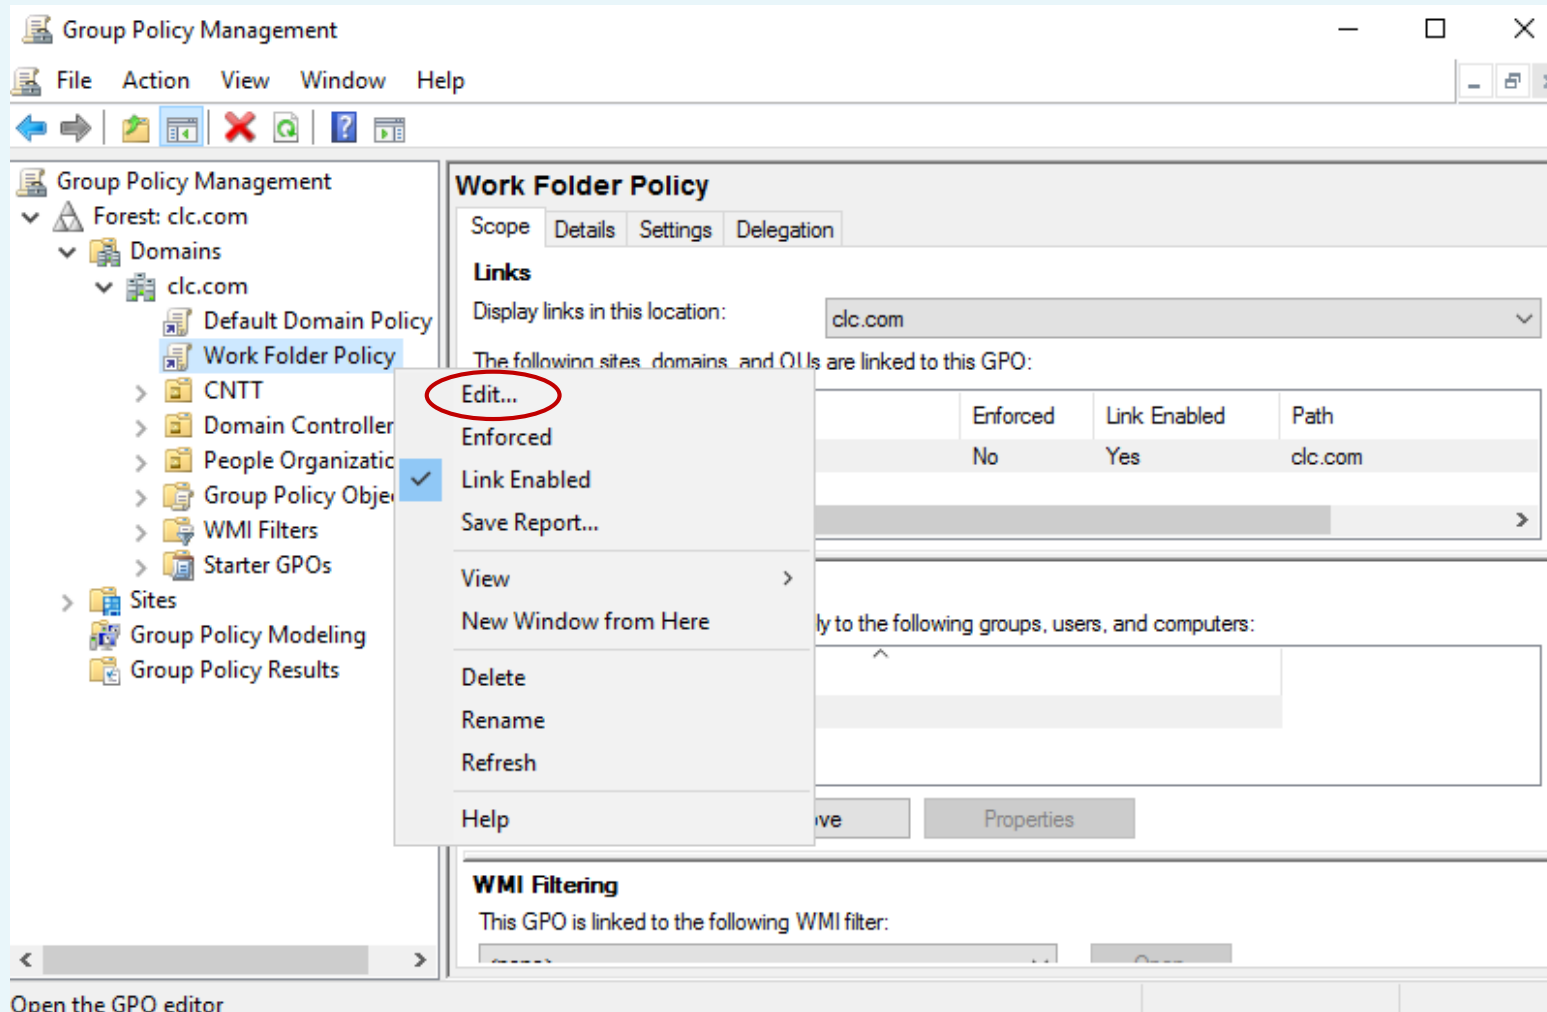 Group Policy Management
File Action View Window Help
Group Policy Management
Forest: clc.com
Domains
clc.com
Default Domain Policy
Work Folder Policy
CNTT
Domain Controller
People Organizatic
Group Policy Obje
WMI Filters
Starter GPOs
Sites
Group Policy Modeling
Group Policy Results
Work Folder Policy
Scope Details Settings Delegation
Links
Display links in this location: clc.com
The following sites, domains, and OUs are linked to this GPO:
Enforced Link Enabled Path
No Yes clc.com
Edit...
Enforced
Link Enabled
Save Report...
View
New Window from Here
Delete
Rename
Refresh
Help
ly to the following groups, users, and computers:
ve Properties
WMI Filtering
This GPO is linked to the following WMI filter:
Open the GPO editor